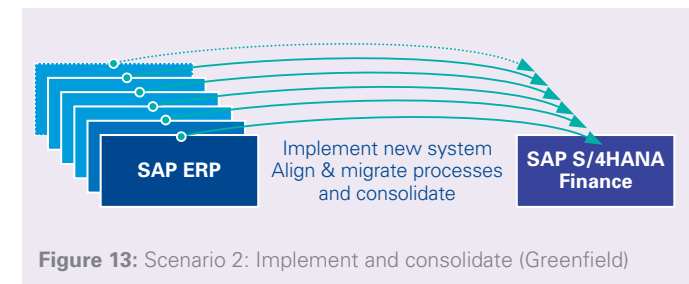 SAP ERP
Implement new system
Align & migrate processes
and consolidate
SAP S/4HANA
Finance
Figure 13: Scenario 2: Implement and consolidate (Greenfield)